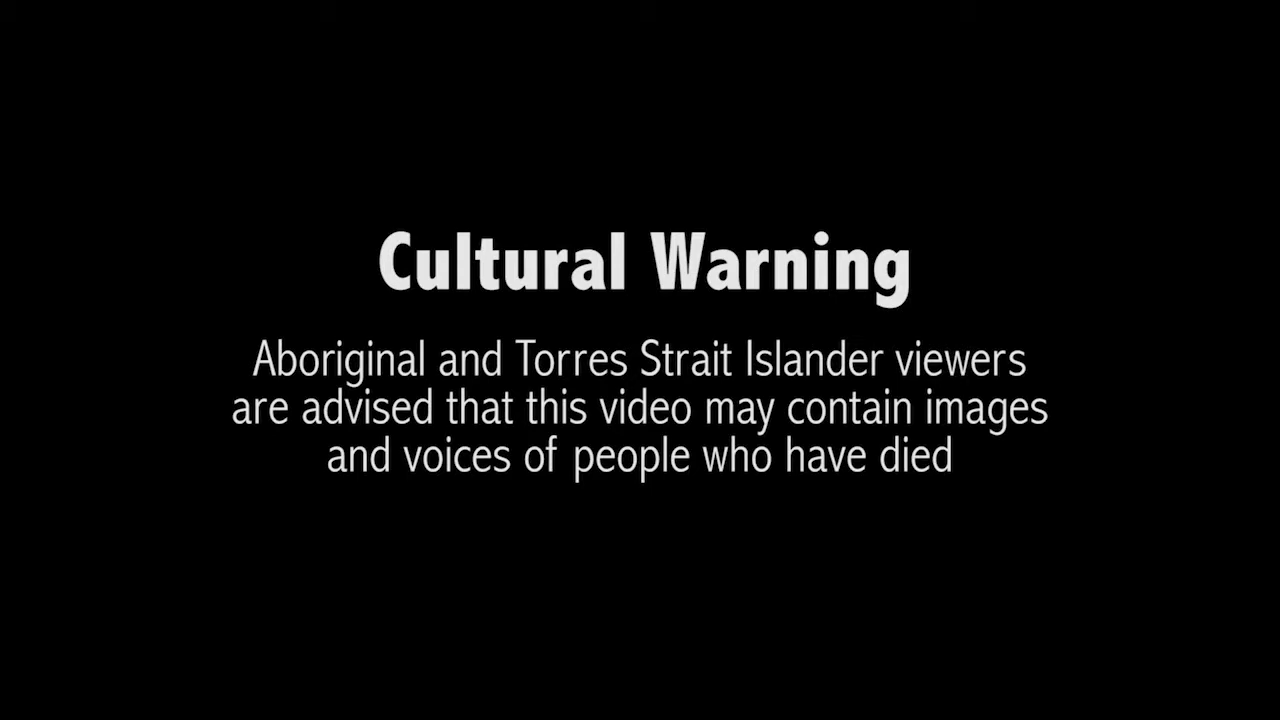 Cultural Warning
Aboriginal and Torres Strait Islander viewers
are advised that this video may contain images
and voices of people who have died